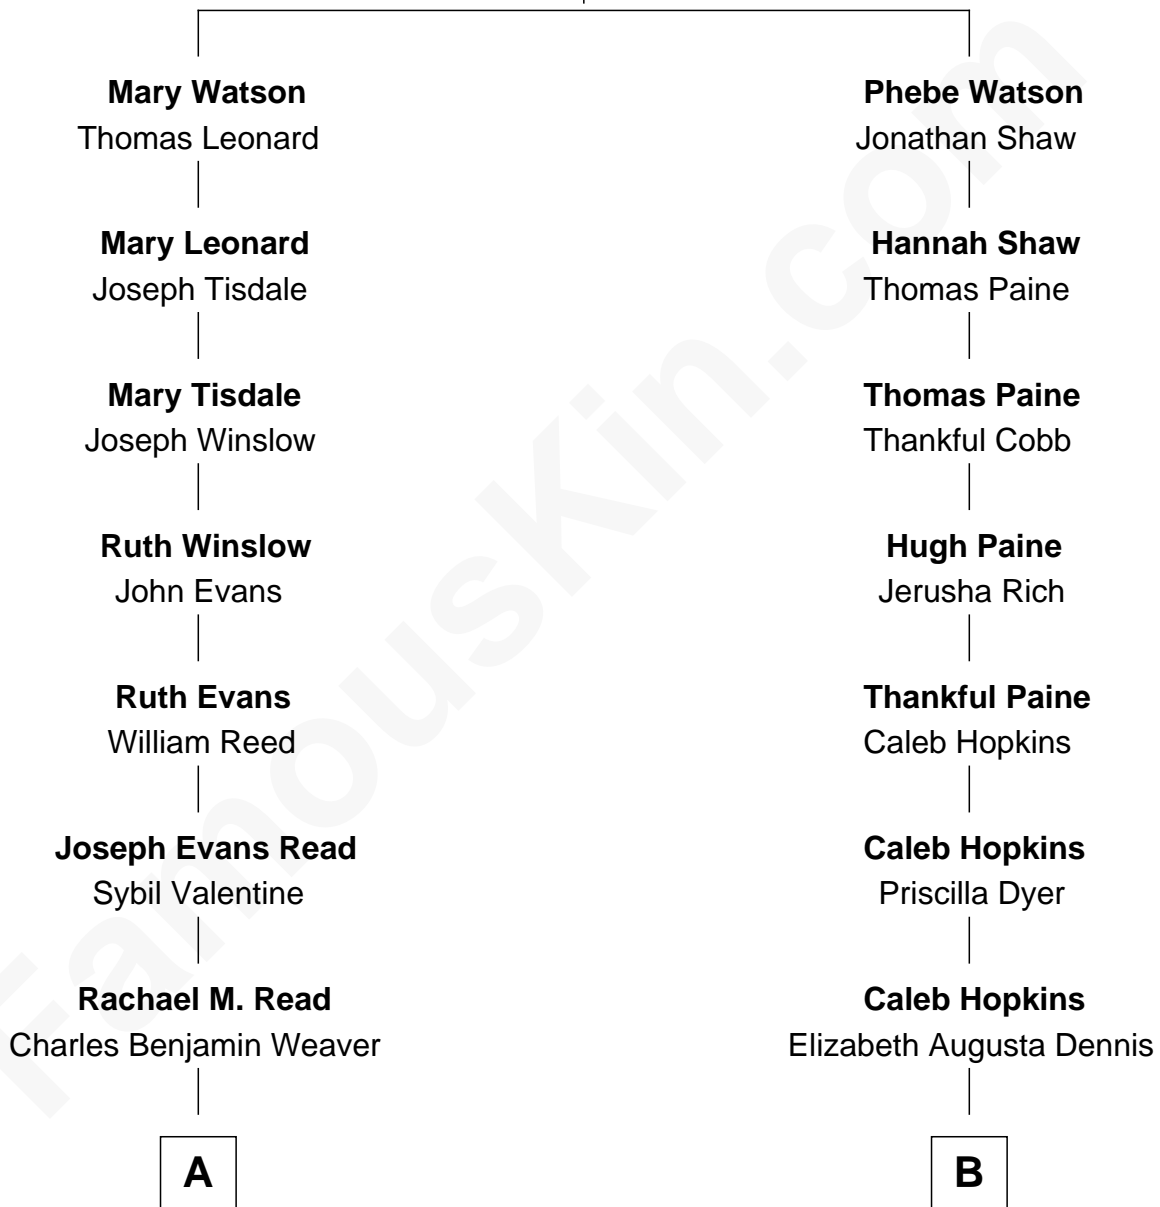 Mary Watson
Thomas Leonard
Mary Leonard
Joseph Tisdale
Mary Tisdale
Joseph Winslow
Ruth Winslow
John Evans
Ruth Evans
William Reed
Joseph Evans Read
Sybil Valentine
Rachael M. Read
Charles Benjamin Weaver
A
Phebe Watson
Jonathan Shaw
Hannah Shaw
Thomas Paine
Thomas Paine
Thankful Cobb
Hugh Paine
Jerusha Rich
Thankful Paine
Caleb Hopkins
Caleb Hopkins
Priscilla Dyer
Caleb Hopkins
Elizabeth Augusta Dennis
B
FamousKin.com